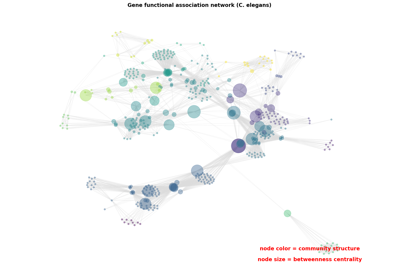 Gene functional association network (C. elegans)
node color = community structure
node size = betweenness centrality